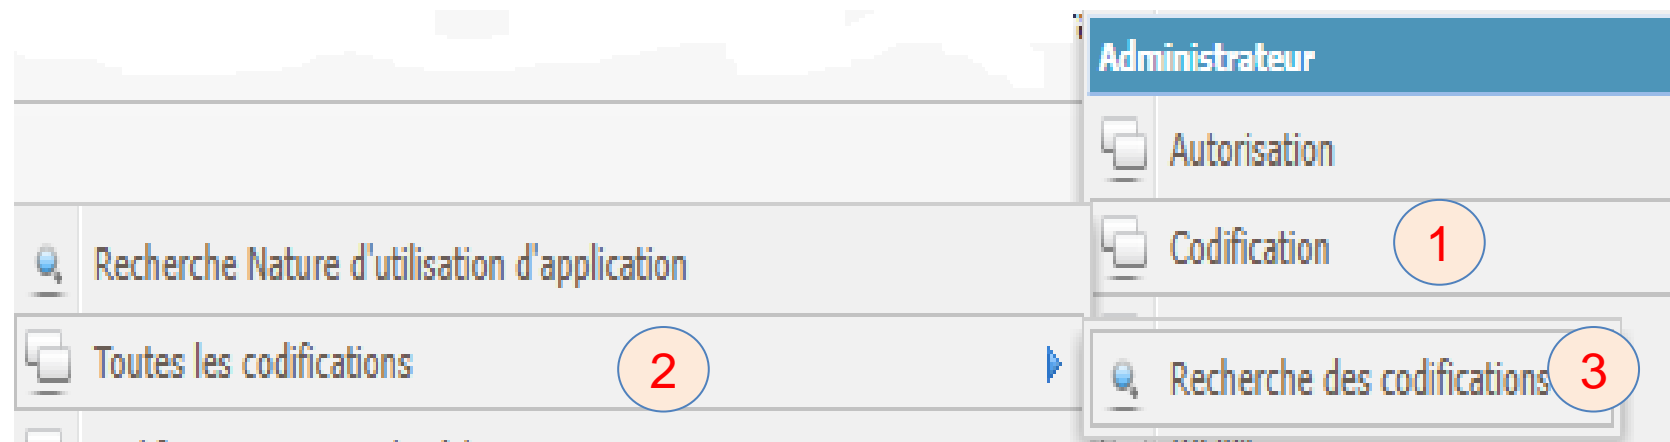 Administrateur
Autorisation
Codification 1
Recherche Nature d'utilisation d'application
Toutes les codifications 2
Recherche des codifications 3